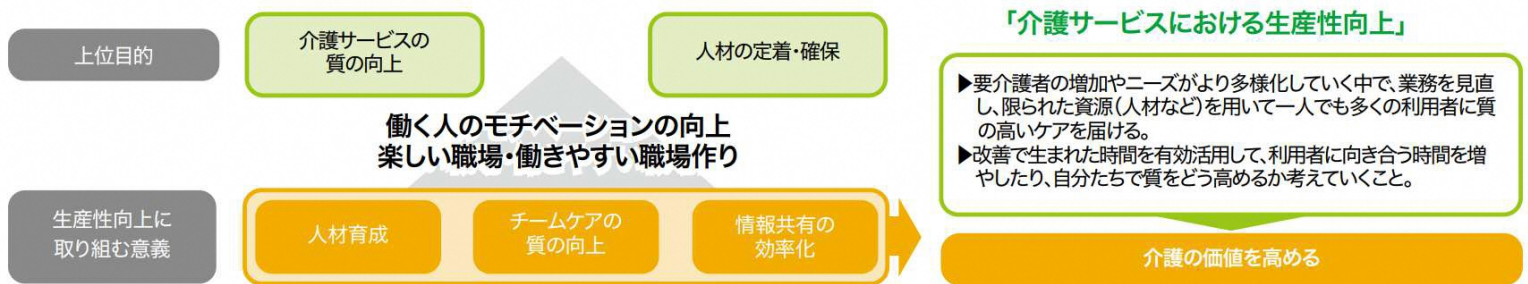 上位目的
介護サービスの
質の向上
人材の定着・確保
働く人のモチベーションの向上
楽しい職場・働きやすい職場作り
生産性向上に
取り組む意義
人材育成
チームケアの
質の向上
情報共有の
効率化
「介護サービスにおける生産性向上」
▶要介護者の増加やニーズがより多様化していく中で、業務を見直
し、限られた資源（人材など）を用いて一人でも多くの利用者に質
の高いケアを届ける。
▶改善で生まれた時間を有効活用して、利用者に向き合う時間を増
やしたり、自分たちで質をどう高めるか考えていくこと。
介護の価値を高める